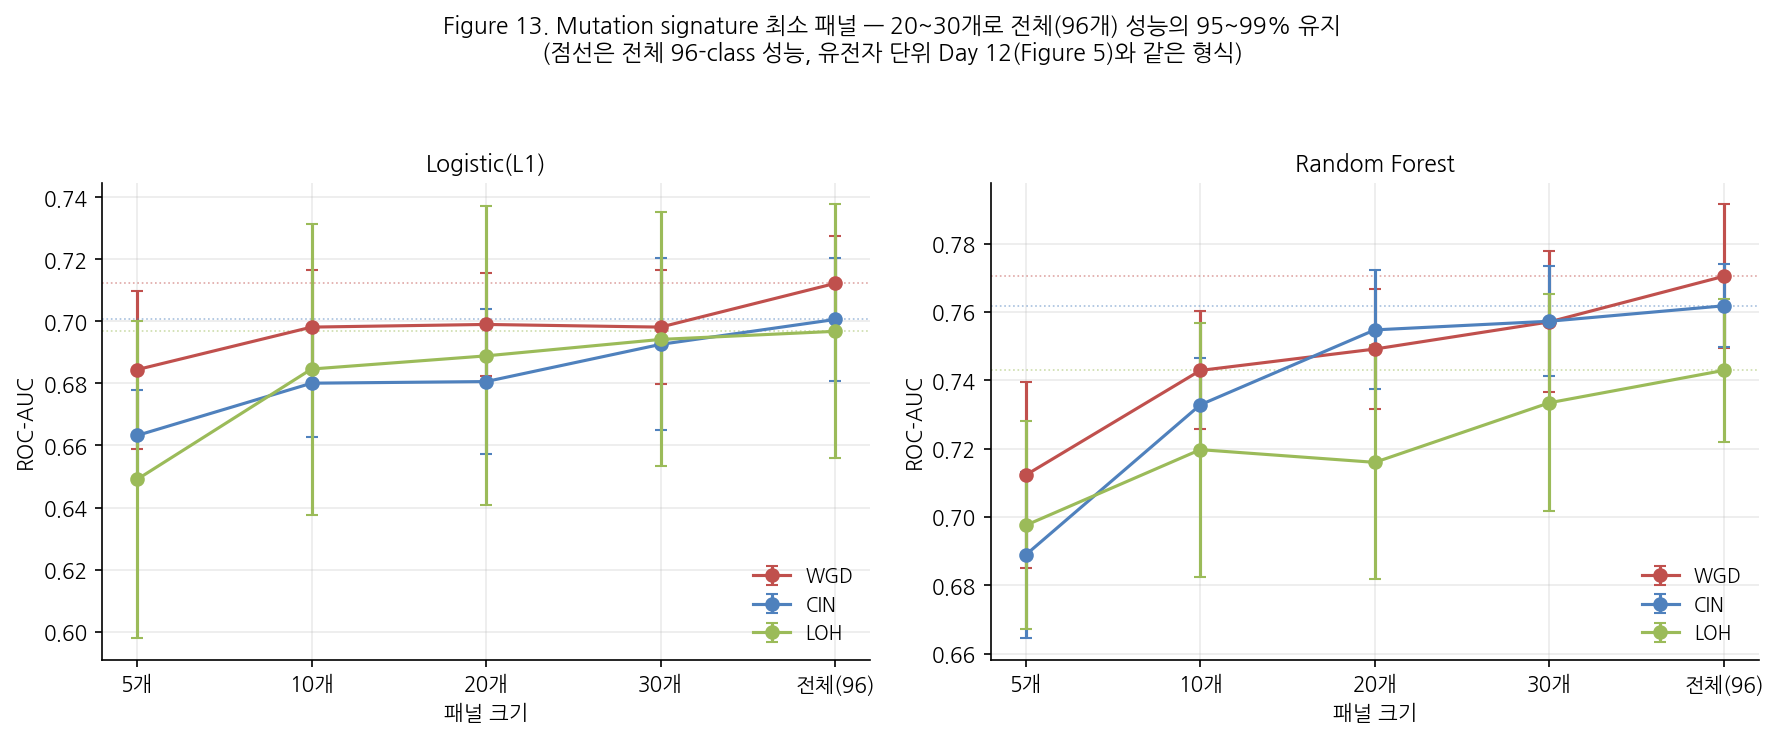 Figure 13. Mutation signature 최소 패널 — 20~30개로 전체(96개) 성능의 95~99% 유지
(점선은 전체 96-class 성능, 유전자 단위 Day 12(Figure 5)와 같은 형식)
Logistic(L1)
ROC-AUC
0.74
0.72
0.70
0.68
0.66
0.64
0.62
0.60
WGD
CIN
LOH
5개
10개
20개
30개
전체(96)
패널 크기
Random Forest
ROC-AUC
0.78
0.76
0.74
0.72
0.70
0.68
0.66
WGD
CIN
LOH
5개
10개
20개
30개
전체(96)
패널 크기